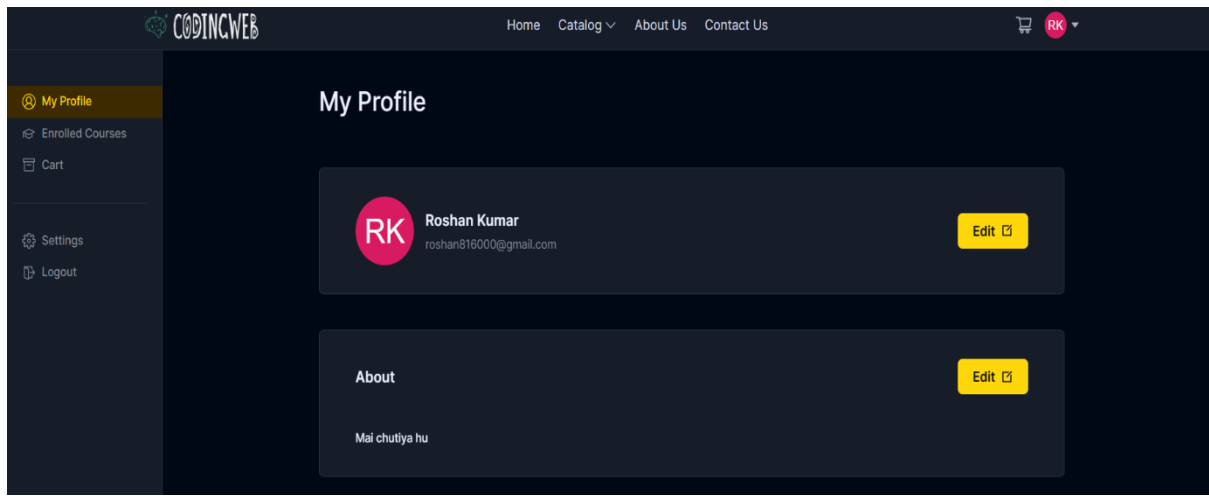 CODINGWEB
Home Catalog About Us Contact Us
RK
My Profile
Enrolled Courses
Cart
Settings
Logout
My Profile
RK
Roshan Kumar
roshan816000@gmail.com
Edit
About
Edit
Mai chutiya hu